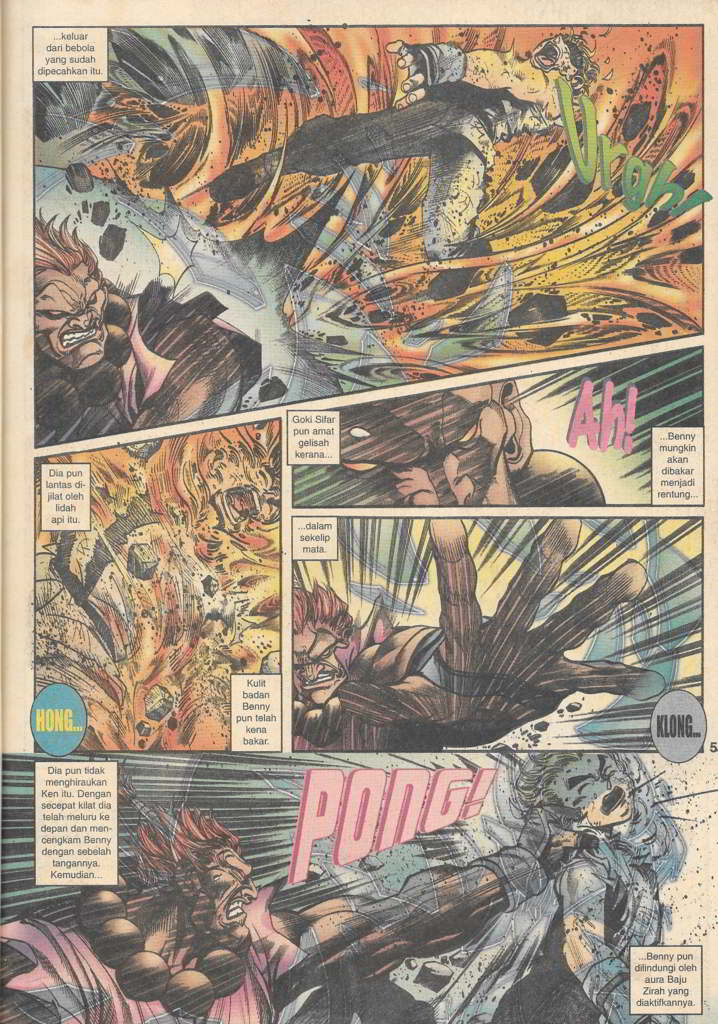 ...keluar
dari bebola
yang sudah
dipecahkan itu.
Urgh!
Goki Sifar
pun amat
gelisah
kerana...
Ah!
...Benny
mungkin
akan
dibakar
menjadi
rentung...
Dia pun
lantas di-
jilat oleh
lidah
api itu.
Kulit
badan
Benny
pun telah
kena
bakar.
HONG...
...dalam
sekelip
mata.
KLONG...
5
Dia pun tidak
menghiraukan
Ken itu. Dengan
secepat kilat dia
telah meluru ke
depan dan men-
cengkam Benny
dengan sebelah
tangannya.
Kemudian...
PONG!
...Benny pun
dilindungi oleh
aura Baju
Zirah yang
diaktifkannya.